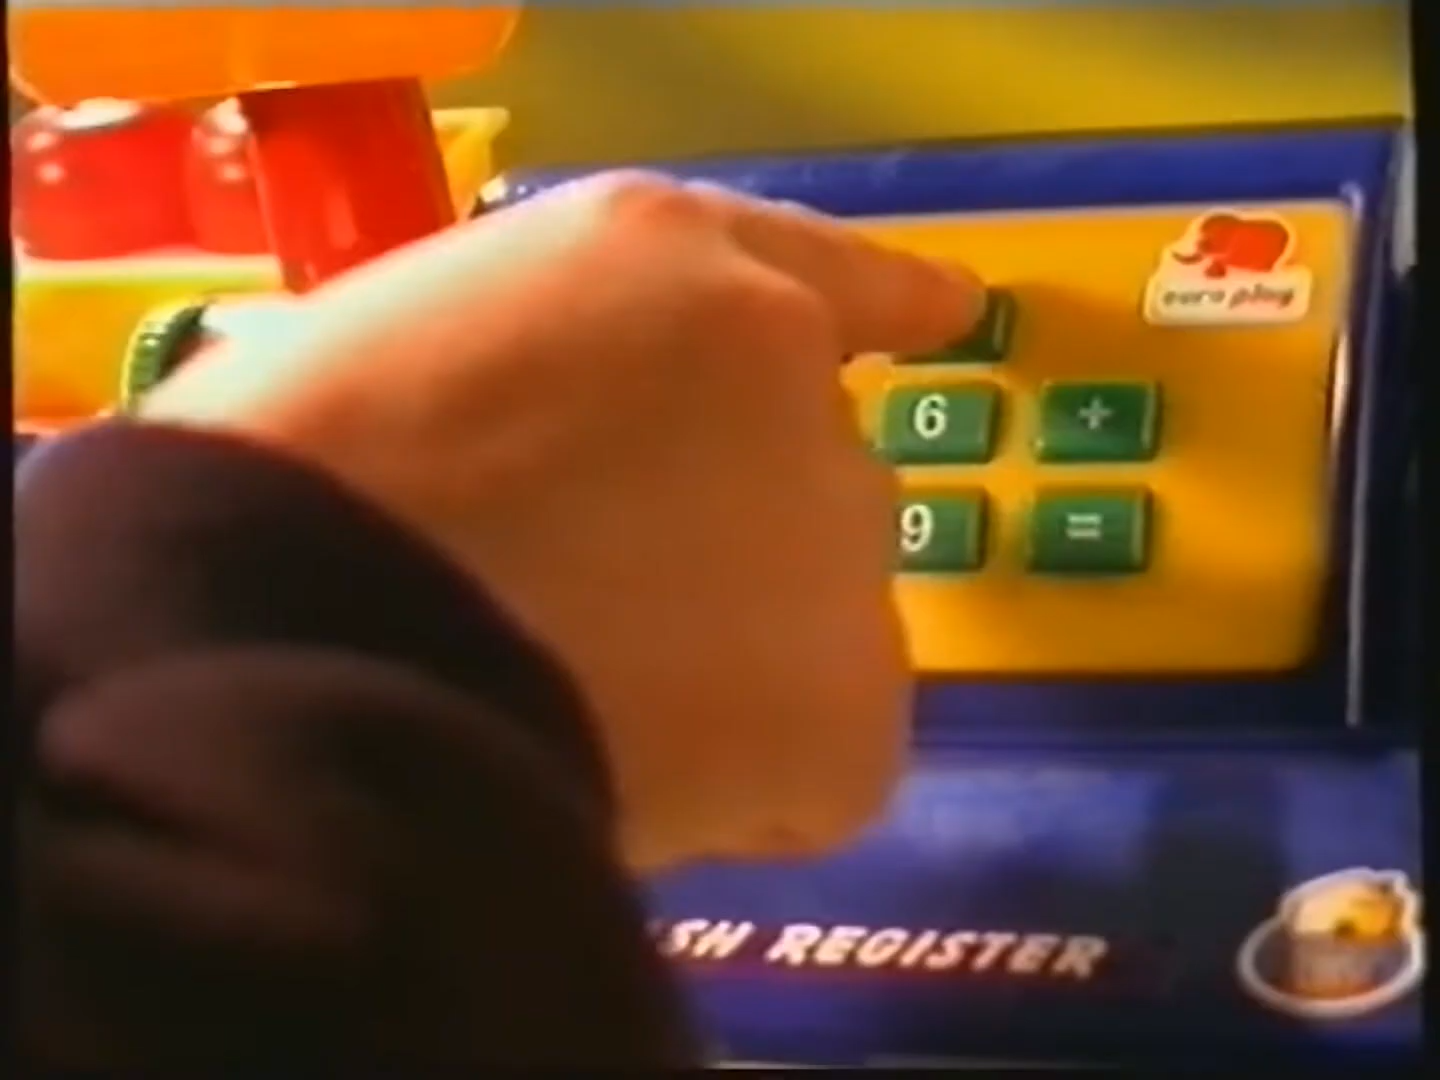 euro play
6 +
9 =
SH REGISTER